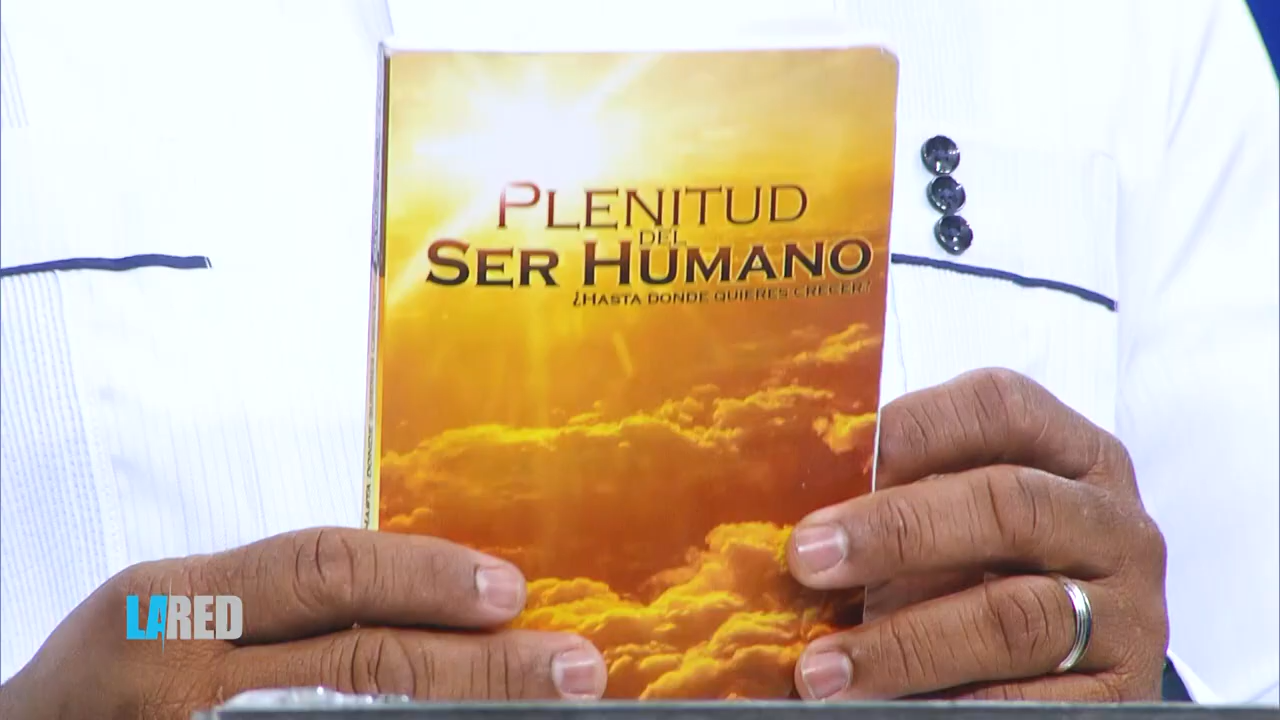 PLENITUD
DEL
SER HUMANO
¿HASTA DONDE QUIERES CRECER?
LARED